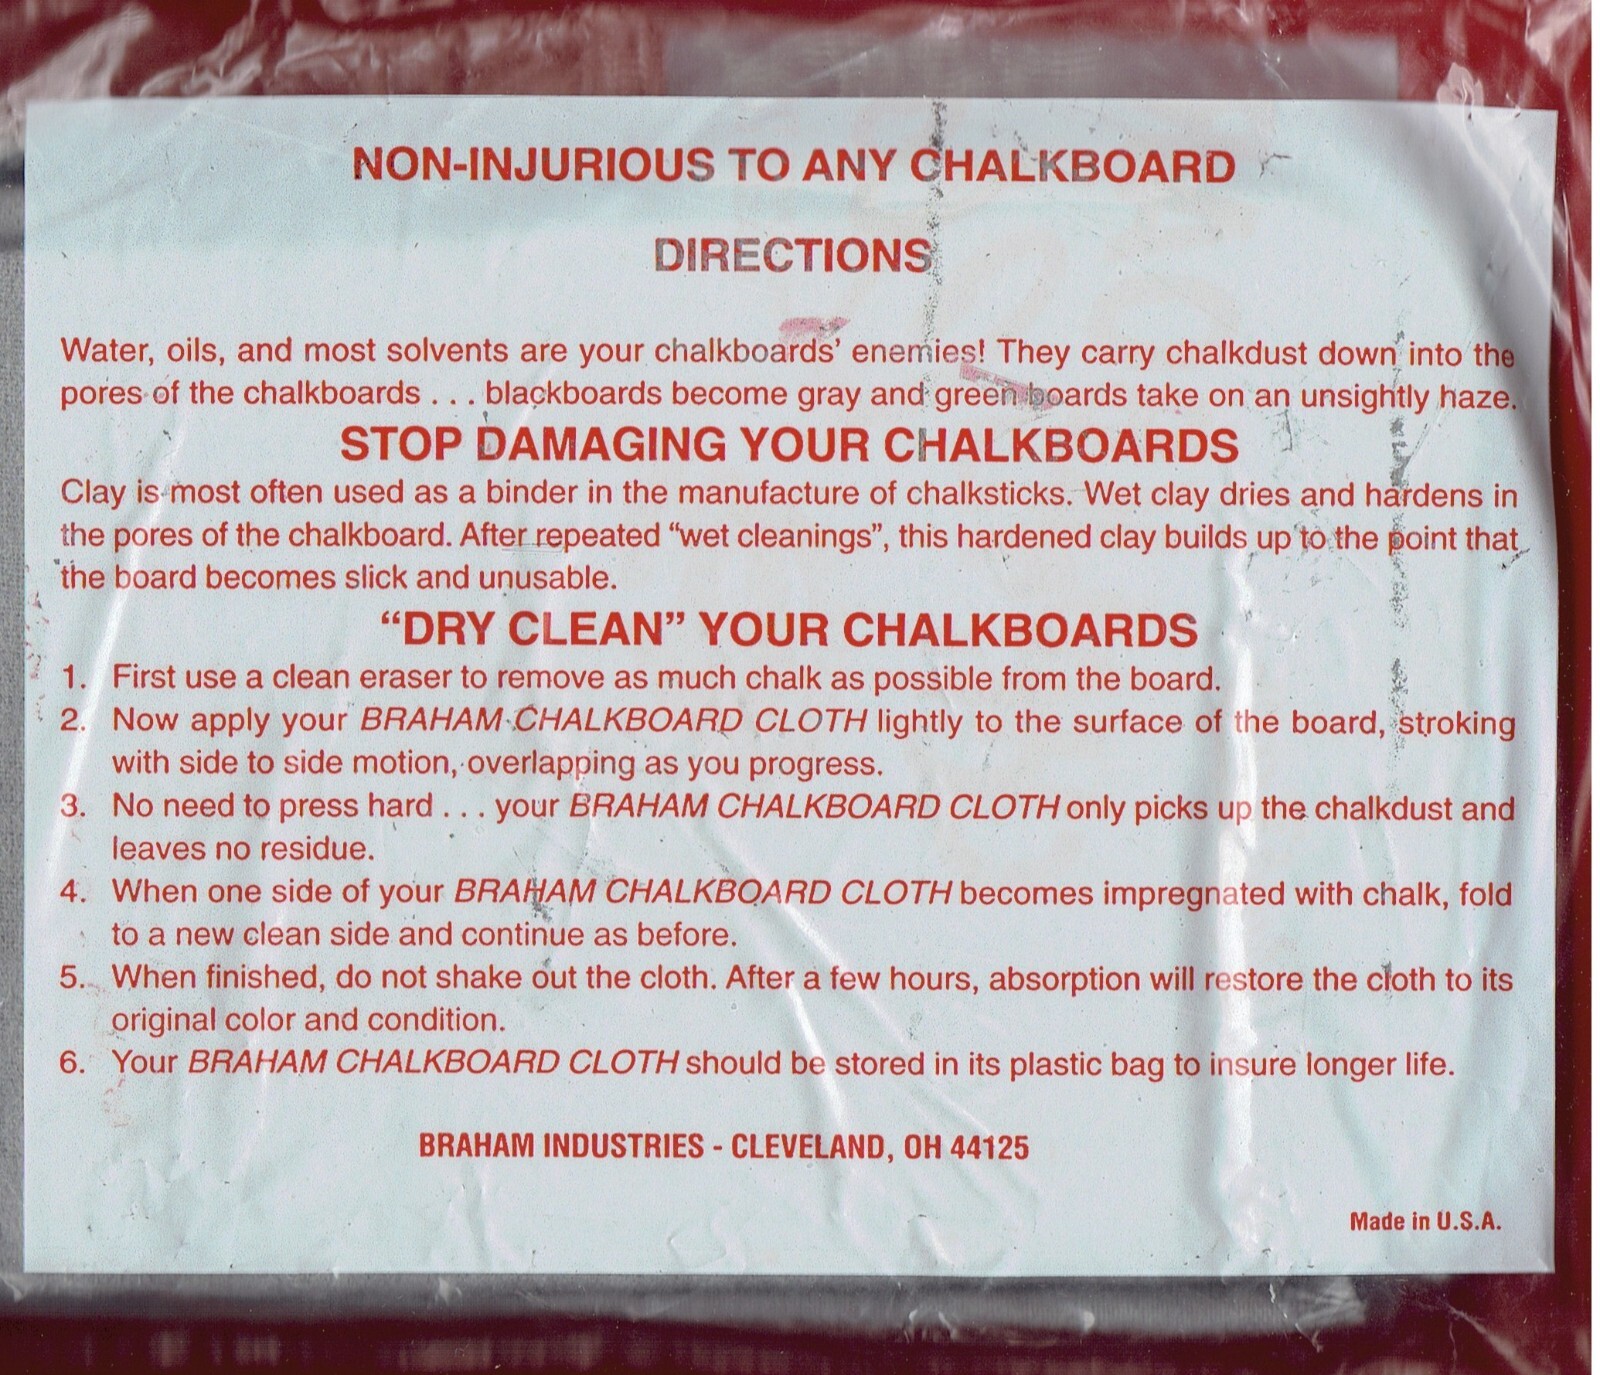 NON-INJURIOUS TO ANY CHALKBOARD
DIRECTIONS
Water, oils, and most solvents are your chalkboards' enemies! They carry chalkdust down into the
pores of the chalkboards . . . blackboards become gray and green boards take on an unsightly haze.
STOP DAMAGING YOUR CHALKBOARDS
Clay is most often used as a binder in the manufacture of chalksticks. Wet clay dries and hardens in
the pores of the chalkboard. After repeated “wet cleanings”, this hardened clay builds up to the point that
the board becomes slick and unusable.
“DRY CLEAN” YOUR CHALKBOARDS
1. First use a clean eraser to remove as much chalk as possible from the board.
2. Now apply your BRAHAM CHALKBOARD CLOTH lightly to the surface of the board, stroking
with side to side motion, overlapping as you progress.
3. No need to press hard . . . your BRAHAM CHALKBOARD CLOTH only picks up the chalkdust and
leaves no residue.
4. When one side of your BRAHAM CHALKBOARD CLOTH becomes impregnated with chalk, fold
to a new clean side and continue as before.
5. When finished, do not shake out the cloth. After a few hours, absorption will restore the cloth to its
original color and condition.
6. Your BRAHAM CHALKBOARD CLOTH should be stored in its plastic bag to insure longer life.
BRAHAM INDUSTRIES - CLEVELAND, OH 44125
Made in U.S.A.